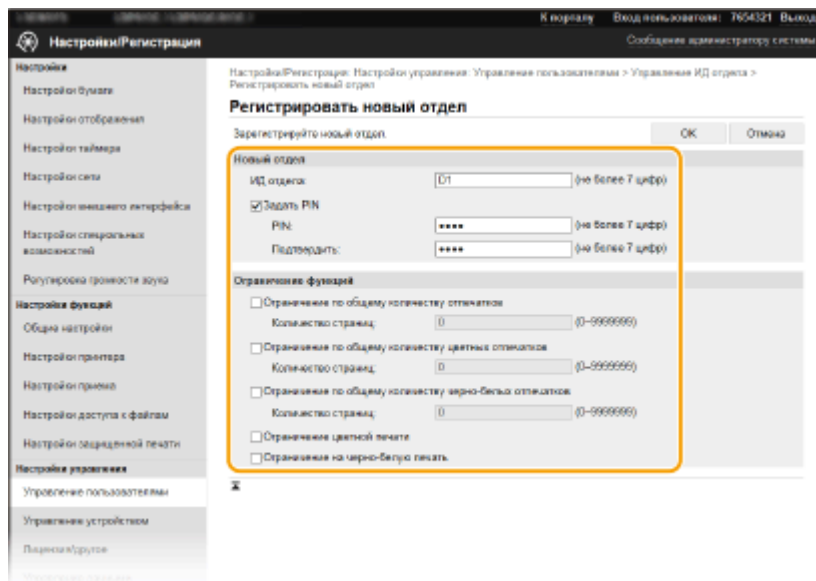 К порталу Вход пользователя: 7654321 Выход
Настройки/Регистрация
Сообщение администратору системы
Настройки
Настройки бумаги
Настройки отображения
Настройки таймера
Настройки сети
Настройки внешнего интерфейса
Настройки специальных
возможностей
Регулировка громкости звука
Настройки функций
Общие настройки
Настройки принтера
Настройки приема
Настройки доступа к файлам
Настройки защищенной печати
Настройки управления
Управление пользователями
Управление устройством
Лицензия/другое
Настройки/Регистрация: Настройки управления: Управление пользователями > Управление ИД отдела >
Регистрировать новый отдел
Регистрировать новый отдел
Зарегистрируйте новый отдел. OK Отмена
Новый отдел
ИД отдела: 01 (не более 7 цифр)
Задать PIN
PIN: •••• (не более 7 цифр)
Подтвердить: •••• (не более 7 цифр)
Ограничение функций
Ограничение по общему количеству отпечатков
Количество страниц: 0 (0-9999999)
Ограничение по общему количеству цветных отпечатков
Количество страниц: 0 (0-9999999)
Ограничение по общему количеству черно-белых отпечатков
Количество страниц: 0 (0-9999999)
Ограничение цветной печати
Ограничение на черно-белую печать